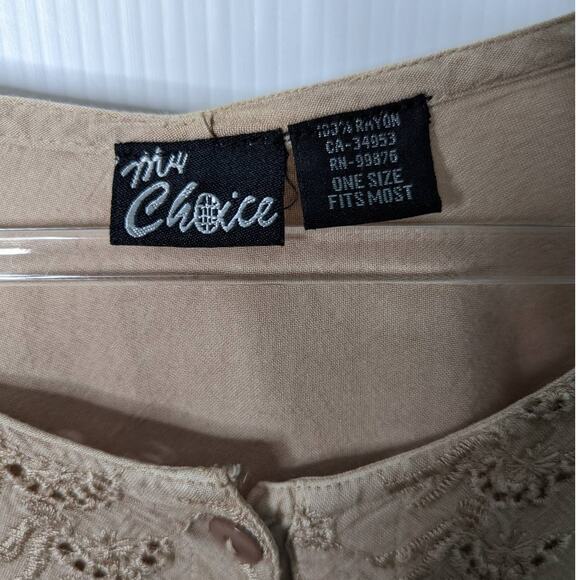 My
Choice
100% RAYON
CA-34953
RN-99876
ONE SIZE
FITS MOST